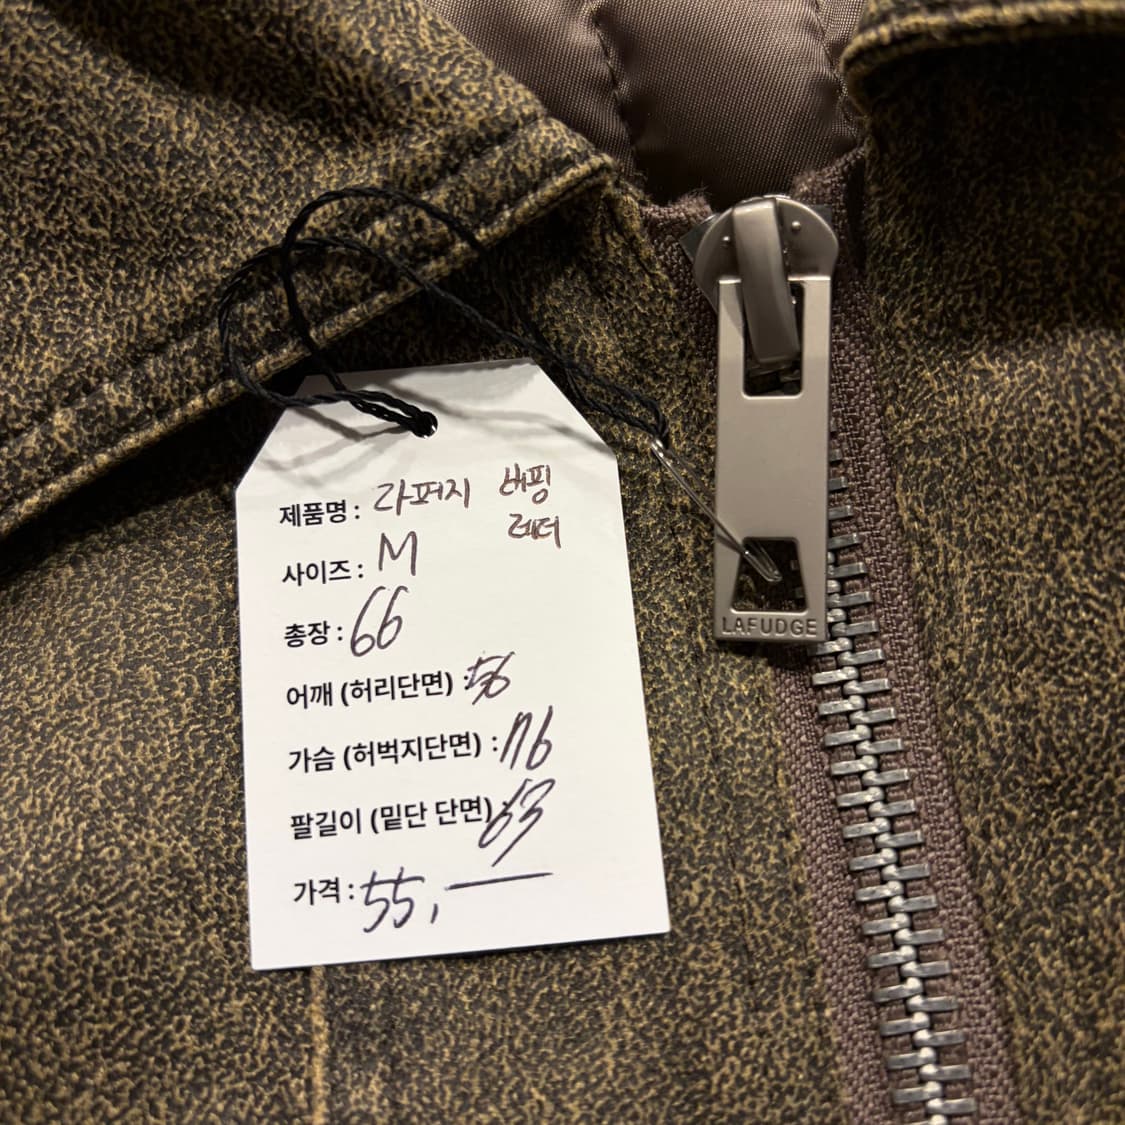 제품명 : 라퍼지 버핑
레더
사이즈 : M
총장 : 66
어깨 (허리단면) : 56
가슴 (허벅지단면) : 116
팔길이 (밑단 단면) : 63
가격 : 55,
LAFUDGE